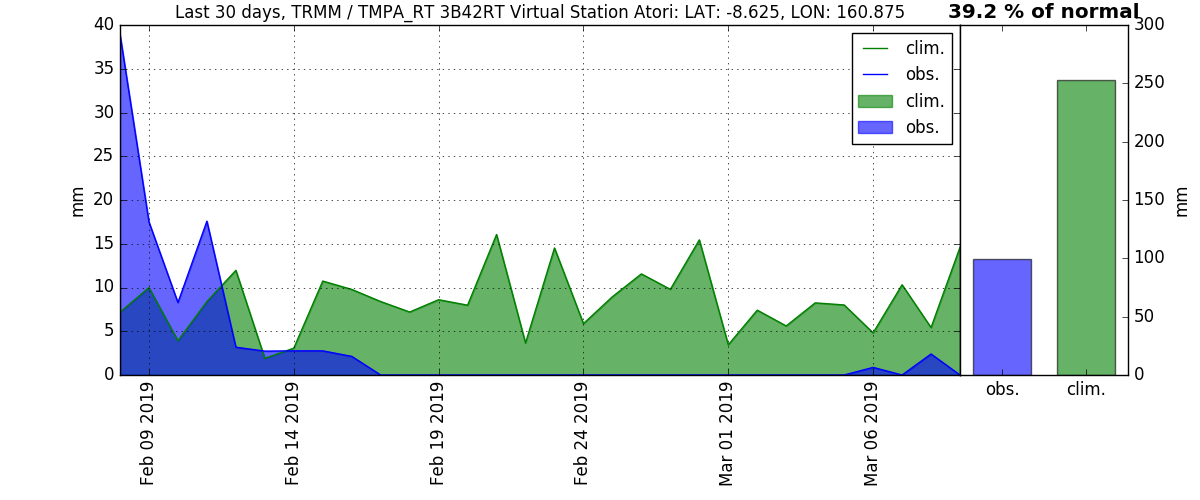 Last 30 days, TRMM / TMPA_RT 3B42RT Virtual Station Atori: LAT: -8.625, LON: 160.875
39.2 % of normal
mm
40
35
30
25
20
15
10
5
0
clim.
obs.
clim.
obs.
Feb 09 2019
Feb 14 2019
Feb 19 2019
Feb 24 2019
Mar 01 2019
Mar 06 2019
300
250
200
150
100
50
0
mm
obs.
clim.